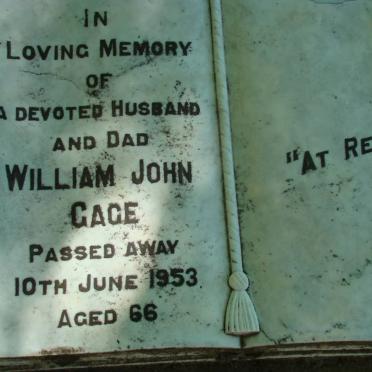 In
Loving Memory
of
a devoted Husband
and Dad
William John
Gage
Passed away
10th June 1953
Aged 66
"At